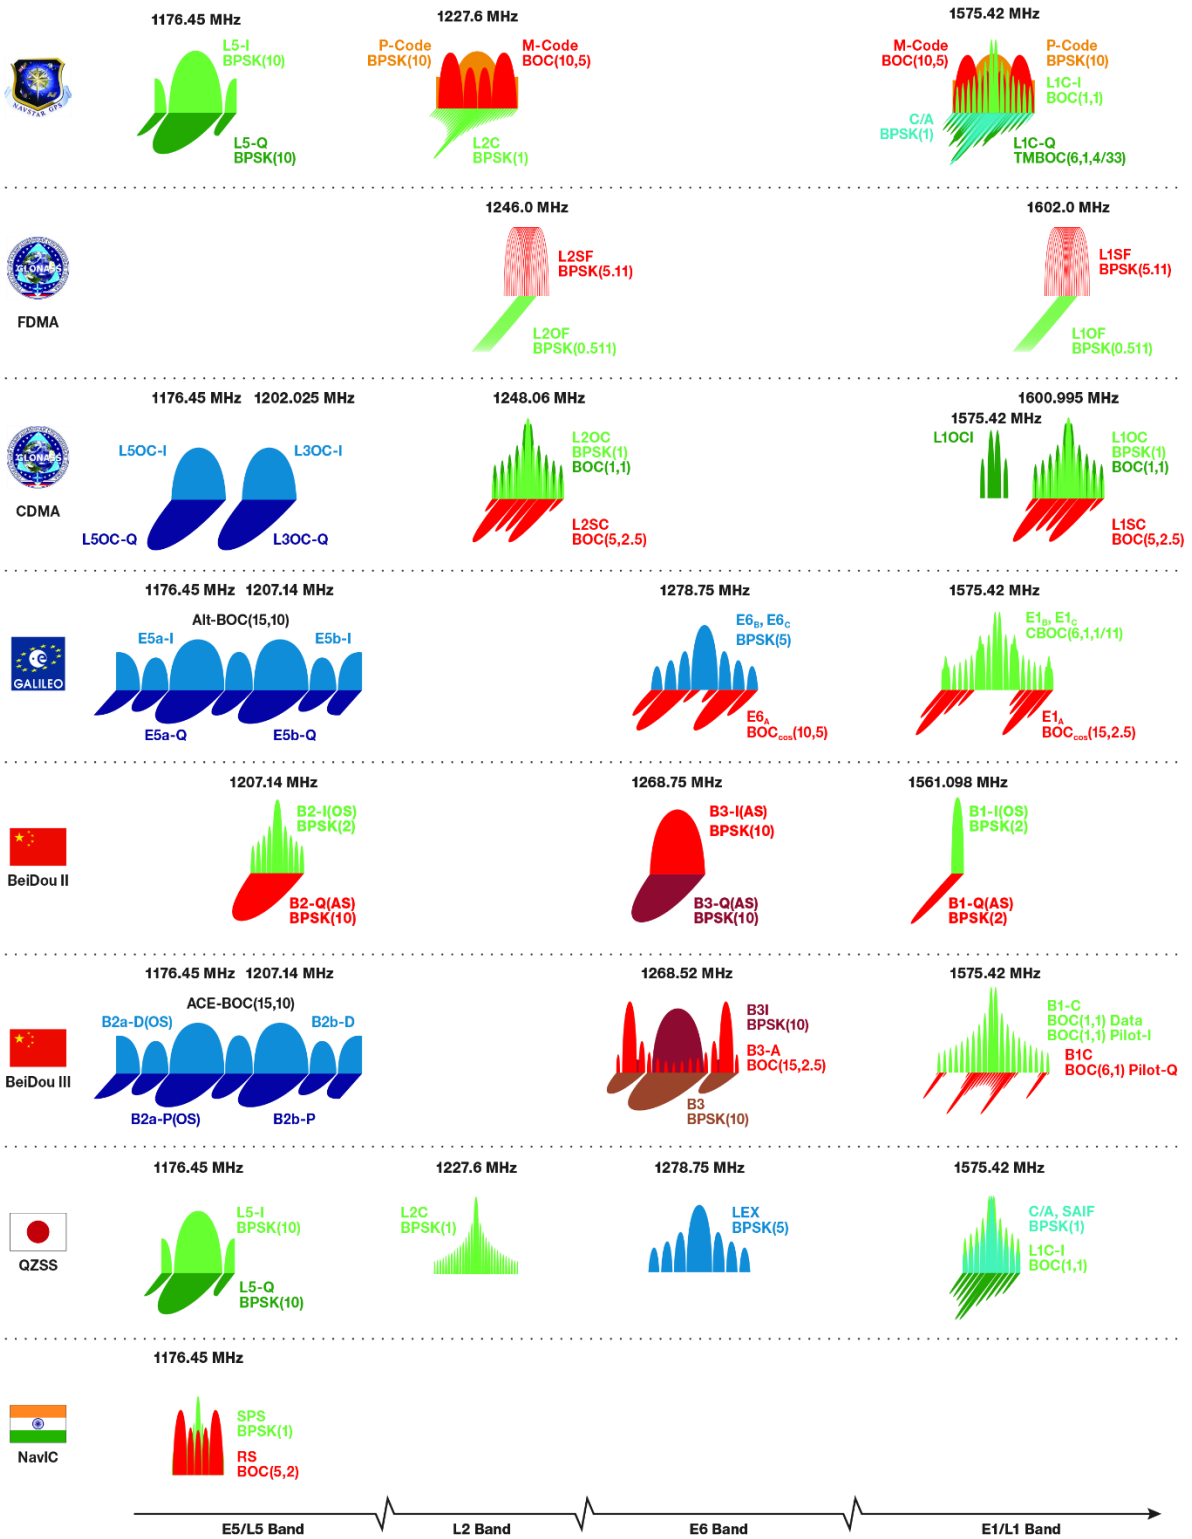 1176.45 MHz
1227.6 MHz
1575.42 MHz
L5-I
BPSK(10)
L5-Q
BPSK(10)
P-Code
BPSK(10)
M-Code
BOC(10,5)
L2C
BPSK(1)
M-Code
BOC(10,5)
P-Code
BPSK(10)
L1C-I
BOC(1,1)
C/A
BPSK(1)
L1C-Q
TMBOC(6,1,4/33)
NAVSTAR GPS
1246.0 MHz
1602.0 MHz
GLONASS
FDMA
L2SF
BPSK(5.11)
L2OF
BPSK(0.511)
L1SF
BPSK(5.11)
L1OF
BPSK(0.511)
1176.45 MHz
1202.025 MHz
1248.06 MHz
1600.995 MHz
1575.42 MHz
GLONASS
CDMA
L5OC-I
L3OC-I
L5OC-Q
L3OC-Q
L2OC
BPSK(1)
BOC(1,1)
L2SC
BOC(5,2.5)
L1OCI
L1OC
BPSK(1)
BOC(1,1)
L1SC
BOC(5,2.5)
1176.45 MHz
1207.14 MHz
1278.75 MHz
1575.42 MHz
GALILEO
Alt-BOC(15,10)
E5a-I
E5b-I
E5a-Q
E5b-Q
E6B, E6C
BPSK(5)
E6A
BOCcos(10,5)
E1B, E1C
CBOC(6,1,1/11)
E1A
BOCcos(15,2.5)
1207.14 MHz
1268.75 MHz
1561.098 MHz
BeiDou II
B2-I(OS)
BPSK(2)
B2-Q(AS)
BPSK(10)
B3-I(AS)
BPSK(10)
B3-Q(AS)
BPSK(10)
B1-I(OS)
BPSK(2)
B1-Q(AS)
BPSK(2)
1176.45 MHz
1207.14 MHz
1268.52 MHz
1575.42 MHz
BeiDou III
ACE-BOC(15,10)
B2a-D(OS)
B2b-D
B2a-P(OS)
B2b-P
B3I
BPSK(10)
B3-A
BOC(15,2.5)
B3
BPSK(10)
B1-C
BOC(1,1) Data
BOC(1,1) Pilot-I
B1C
BOC(6,1) Pilot-Q
1176.45 MHz
1227.6 MHz
1278.75 MHz
1575.42 MHz
QZSS
L5-I
BPSK(10)
L5-Q
BPSK(10)
L2C
BPSK(1)
LEX
BPSK(5)
C/A, SAIF
BPSK(1)
L1C-I
BOC(1,1)
1176.45 MHz
NavIC
SPS
BPSK(1)
RS
BOC(5,2)
E5/L5 Band
L2 Band
E6 Band
E1/L1 Band